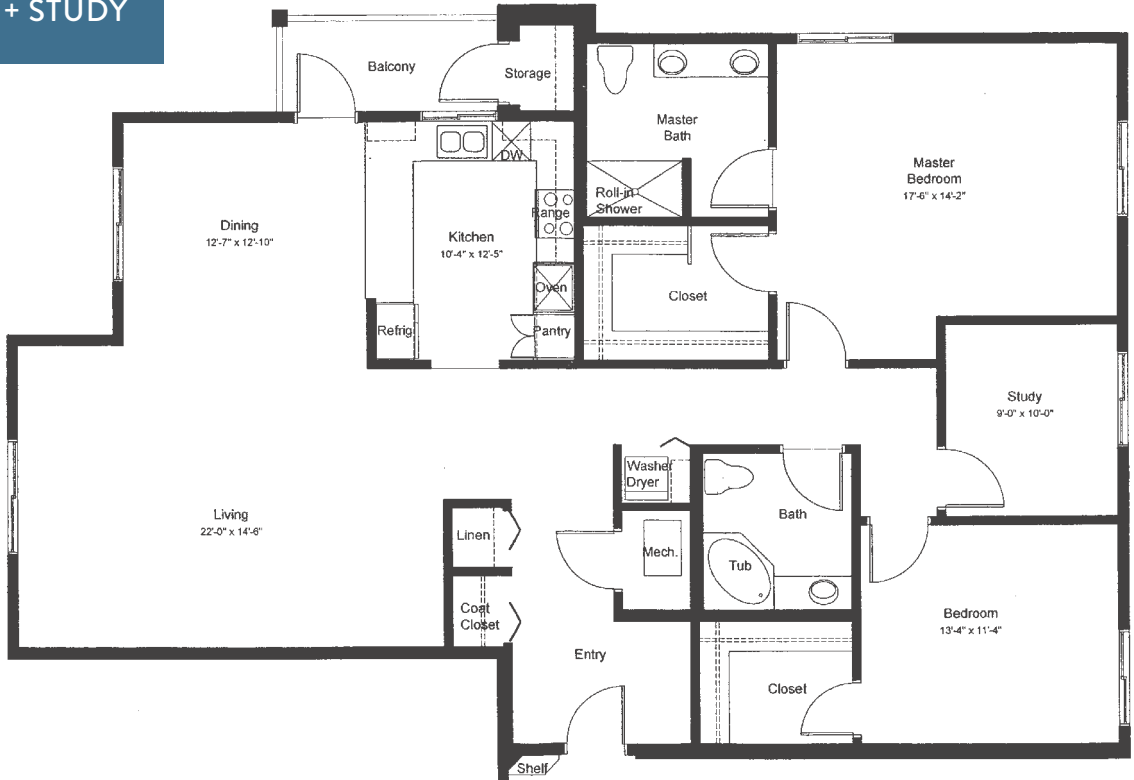 + STUDY
Balcony
Storage
Master
Bath
Master
Bedroom
17'-6" x 14'-2"
DW
Roll-in
Shower
Range
Dining
12'-7" x 12'-10"
Kitchen
10'-4" x 12'-5"
Closet
Oven
Refrig.
Pantry
Study
9'-0" x 10'-0"
Washer
Dryer
Living
22'-0" x 14'-6"
Bath
Linen
Mech.
Tub
Coat
Closet
Bedroom
13'-4" x 11'-4"
Entry
Closet
Shelf